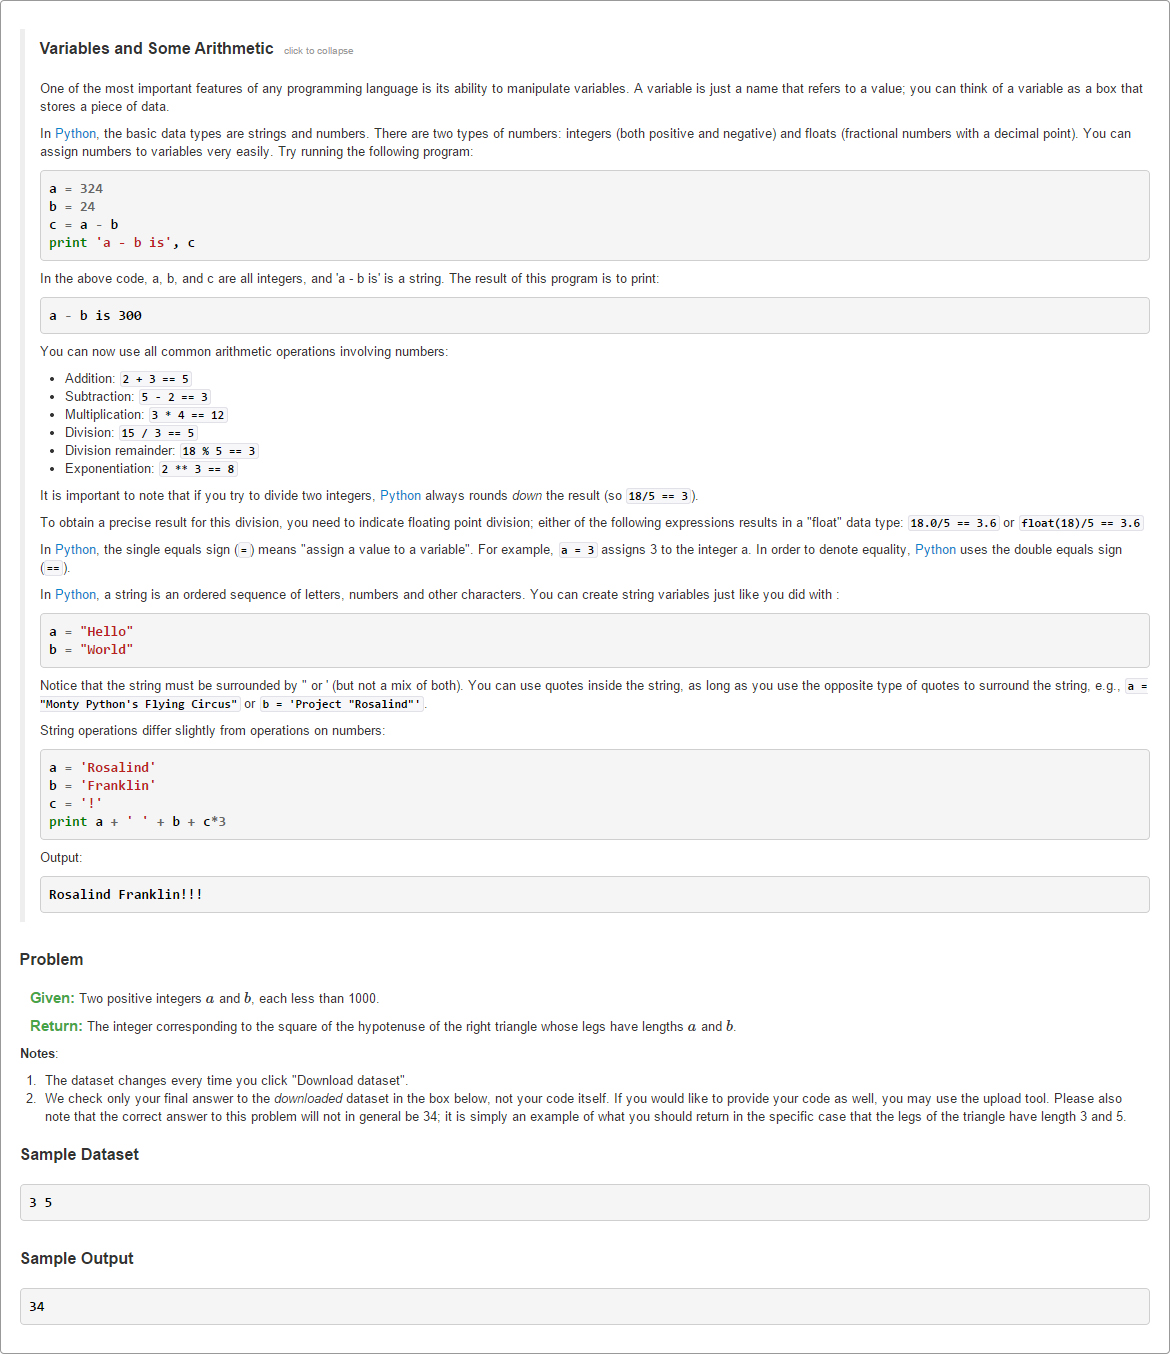 Variables and Some Arithmetic click to collapse
One of the most important features of any programming language is its ability to manipulate variables. A variable is just a name that refers to a value; you can think of a variable as a box that
stores a piece of data.
In Python, the basic data types are strings and numbers. There are two types of numbers: integers (both positive and negative) and floats (fractional numbers with a decimal point). You can
assign numbers to variables very easily. Try running the following program:
a = 324
b = 24
c = a - b
print 'a - b is', c
In the above code, a, b, and c are all integers, and 'a - b is' is a string. The result of this program is to print:
a - b is 300
You can now use all common arithmetic operations involving numbers:
• Addition: 2 + 3 == 5
• Subtraction: 5 - 2 == 3
• Multiplication: 3 * 4 == 12
• Division: 15 / 3 == 5
• Division remainder: 18 % 5 == 3
• Exponentiation: 2 ** 3 == 8
It is important to note that if you try to divide two integers, Python always rounds down the result (so 18/5 == 3).
To obtain a precise result for this division, you need to indicate floating point division; either of the following expressions results in a "float" data type: 18.0/5 == 3.6 or float(18)/5 == 3.6
In Python, the single equals sign (=) means "assign a value to a variable". For example, a = 3 assigns 3 to the integer a. In order to denote equality, Python uses the double equals sign
(==).
In Python, a string is an ordered sequence of letters, numbers and other characters. You can create string variables just like you did with :
a = "Hello"
b = "World"
Notice that the string must be surrounded by " or ' (but not a mix of both). You can use quotes inside the string, as long as you use the opposite type of quotes to surround the string, e.g., a =
"Monty Python's Flying Circus" or b = 'Project "Rosalind"'.
String operations differ slightly from operations on numbers:
a = 'Rosalind'
b = 'Franklin'
c = '!'
print a + ' ' + b + c*3
Output:
Rosalind Franklin!!!
Problem
Given: Two positive integers a and b, each less than 1000.
Return: The integer corresponding to the square of the hypotenuse of the right triangle whose legs have lengths a and b.
Notes:
1. The dataset changes every time you click "Download dataset".
2. We check only your final answer to the downloaded dataset in the box below, not your code itself. If you would like to provide your code as well, you may use the upload tool. Please also
note that the correct answer to this problem will not in general be 34; it is simply an example of what you should return in the specific case that the legs of the triangle have length 3 and 5.
Sample Dataset
3 5
Sample Output
34